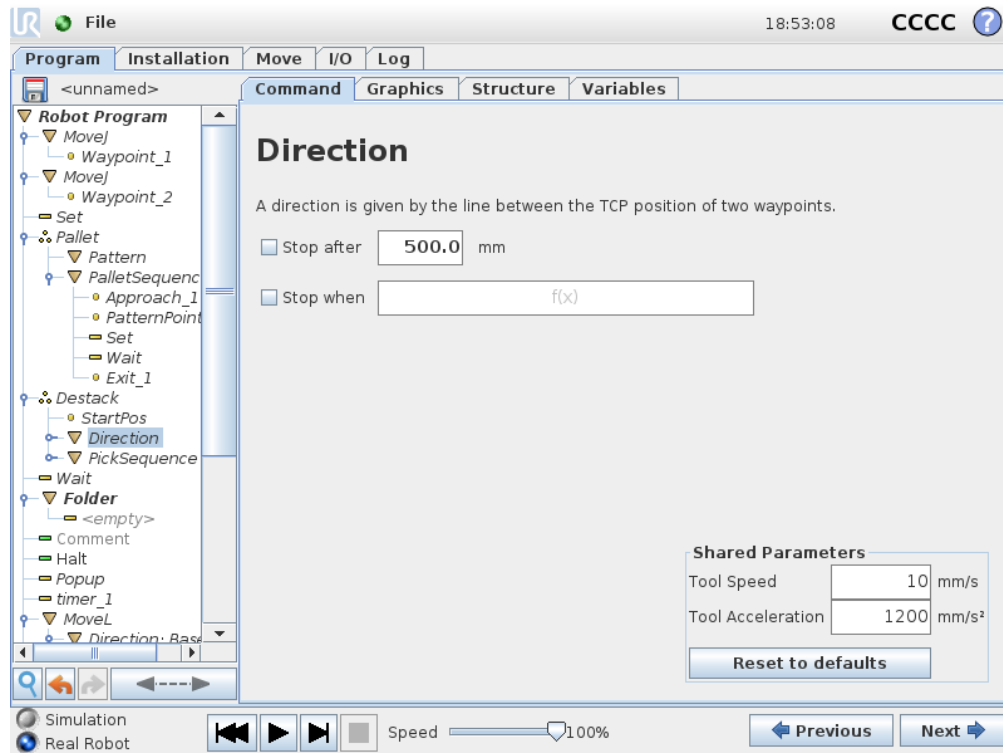 UR File 18:53:08 CCCC ?
Program Installation Move I/O Log
<unnamed> Command Graphics Structure Variables
Robot Program
MoveJ
Waypoint_1
MoveJ
Waypoint_2
Set
Pallet
Pattern
PalletSequenc
Approach_1
PatternPoint
Set
Wait
Exit_1
Destack
StartPos
Direction
PickSequence
Wait
Folder
<empty>
Comment
Halt
Popup
timer_1
MoveL
Direction: Base
Direction
A direction is given by the line between the TCP position of two waypoints.
Stop after 500.0 mm
Stop when f(x)
Shared Parameters
Tool Speed 10 mm/s
Tool Acceleration 1200 mm/s²
Reset to defaults
Simulation
Real Robot
Speed 100%
Previous Next